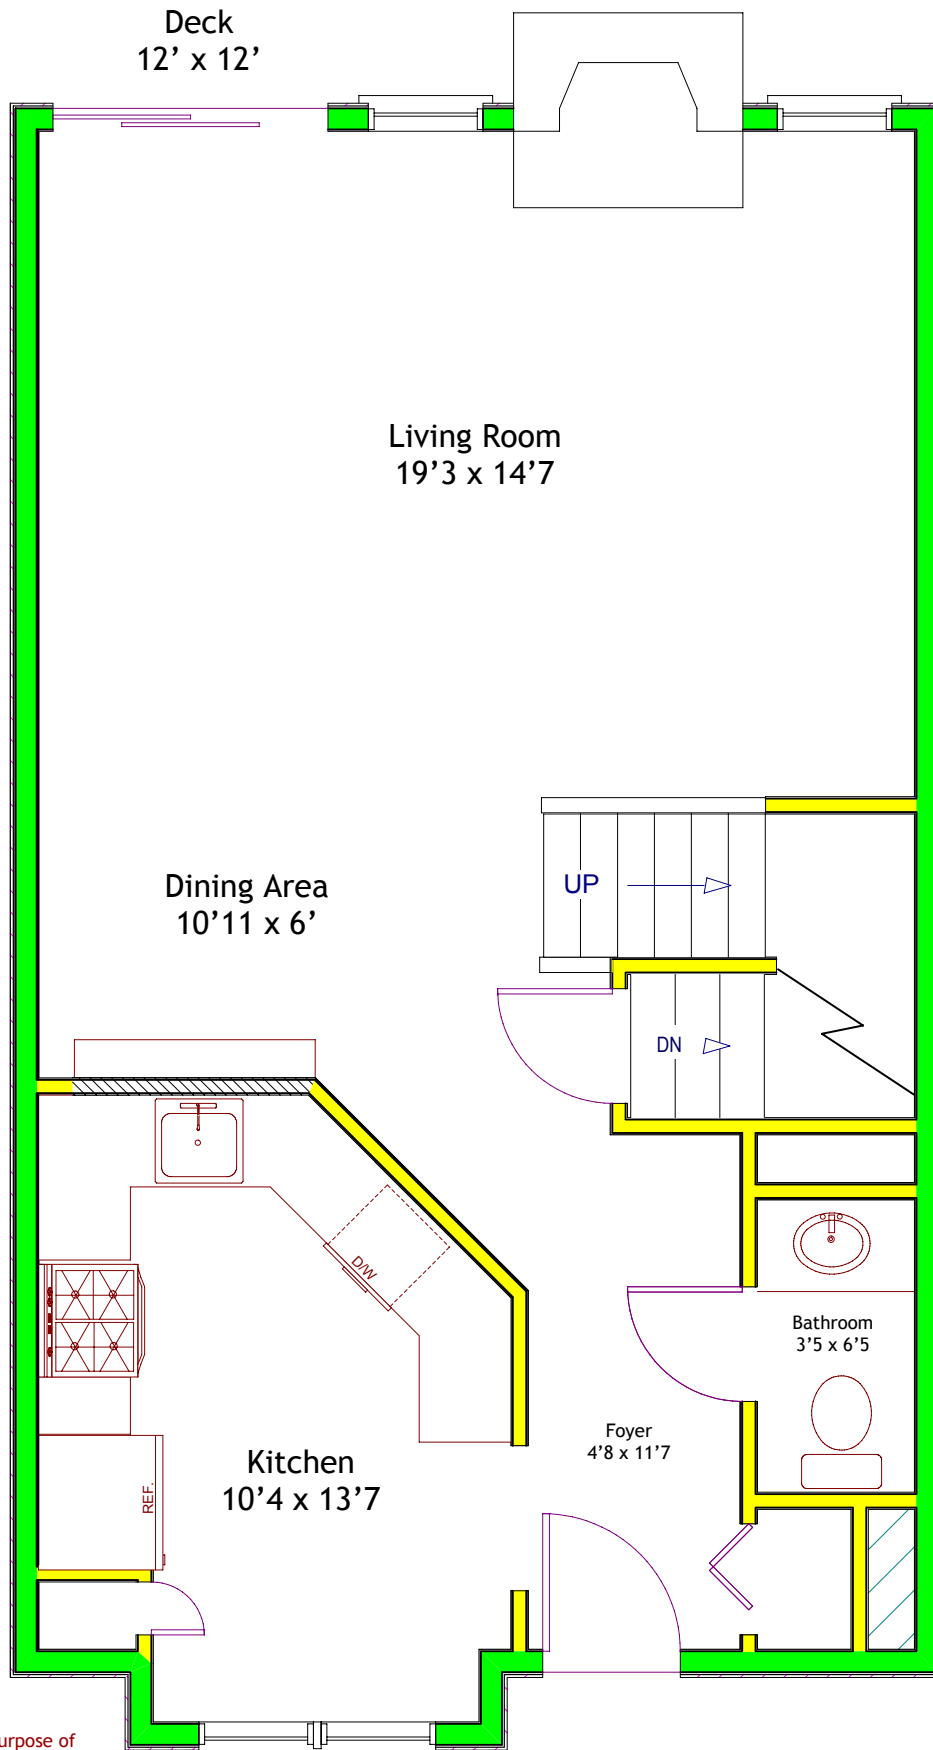 Deck
12’ x 12’
Living Room
19’3 x 14’7
Dining Area
10’11 x 6’
UP
DN
D/W
Bathroom
3’5 x 6’5
Foyer
4’8 x 11’7
Kitchen
10’4 x 13’7
REF.
urpose of